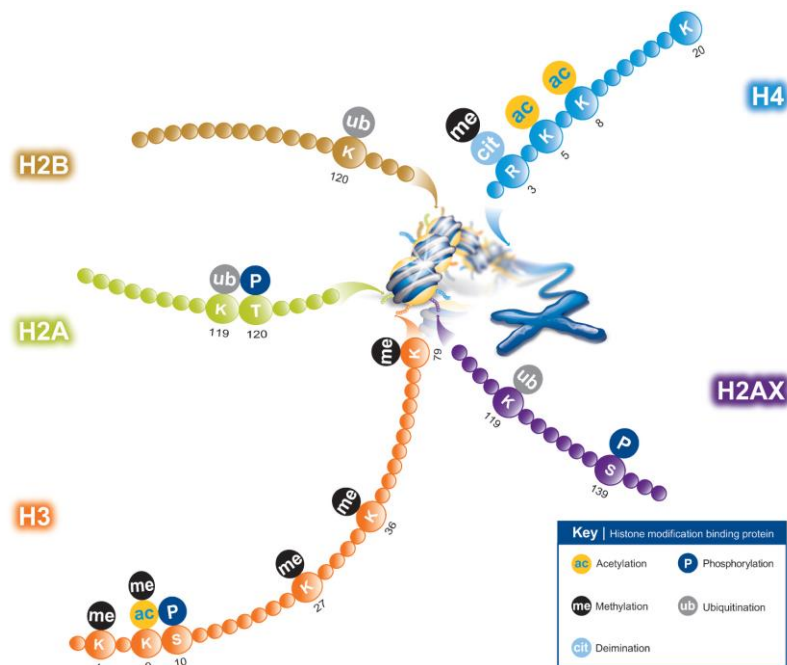 K
20
ac
K
8
H4
ac
K
5
me
cit
R
3
ub
K
120
H2B
ub
P
K
T
119
120
H2A
me
K
79
ub
K
119
H2AX
P
S
139
me
K
36
H3
me
K
27
me
K
me
ac
K
P
S
10
Key | Histone modification binding protein
ac Acetylation
P Phosphorylation
me Methylation
ub Ubiquitination
cit Deimination